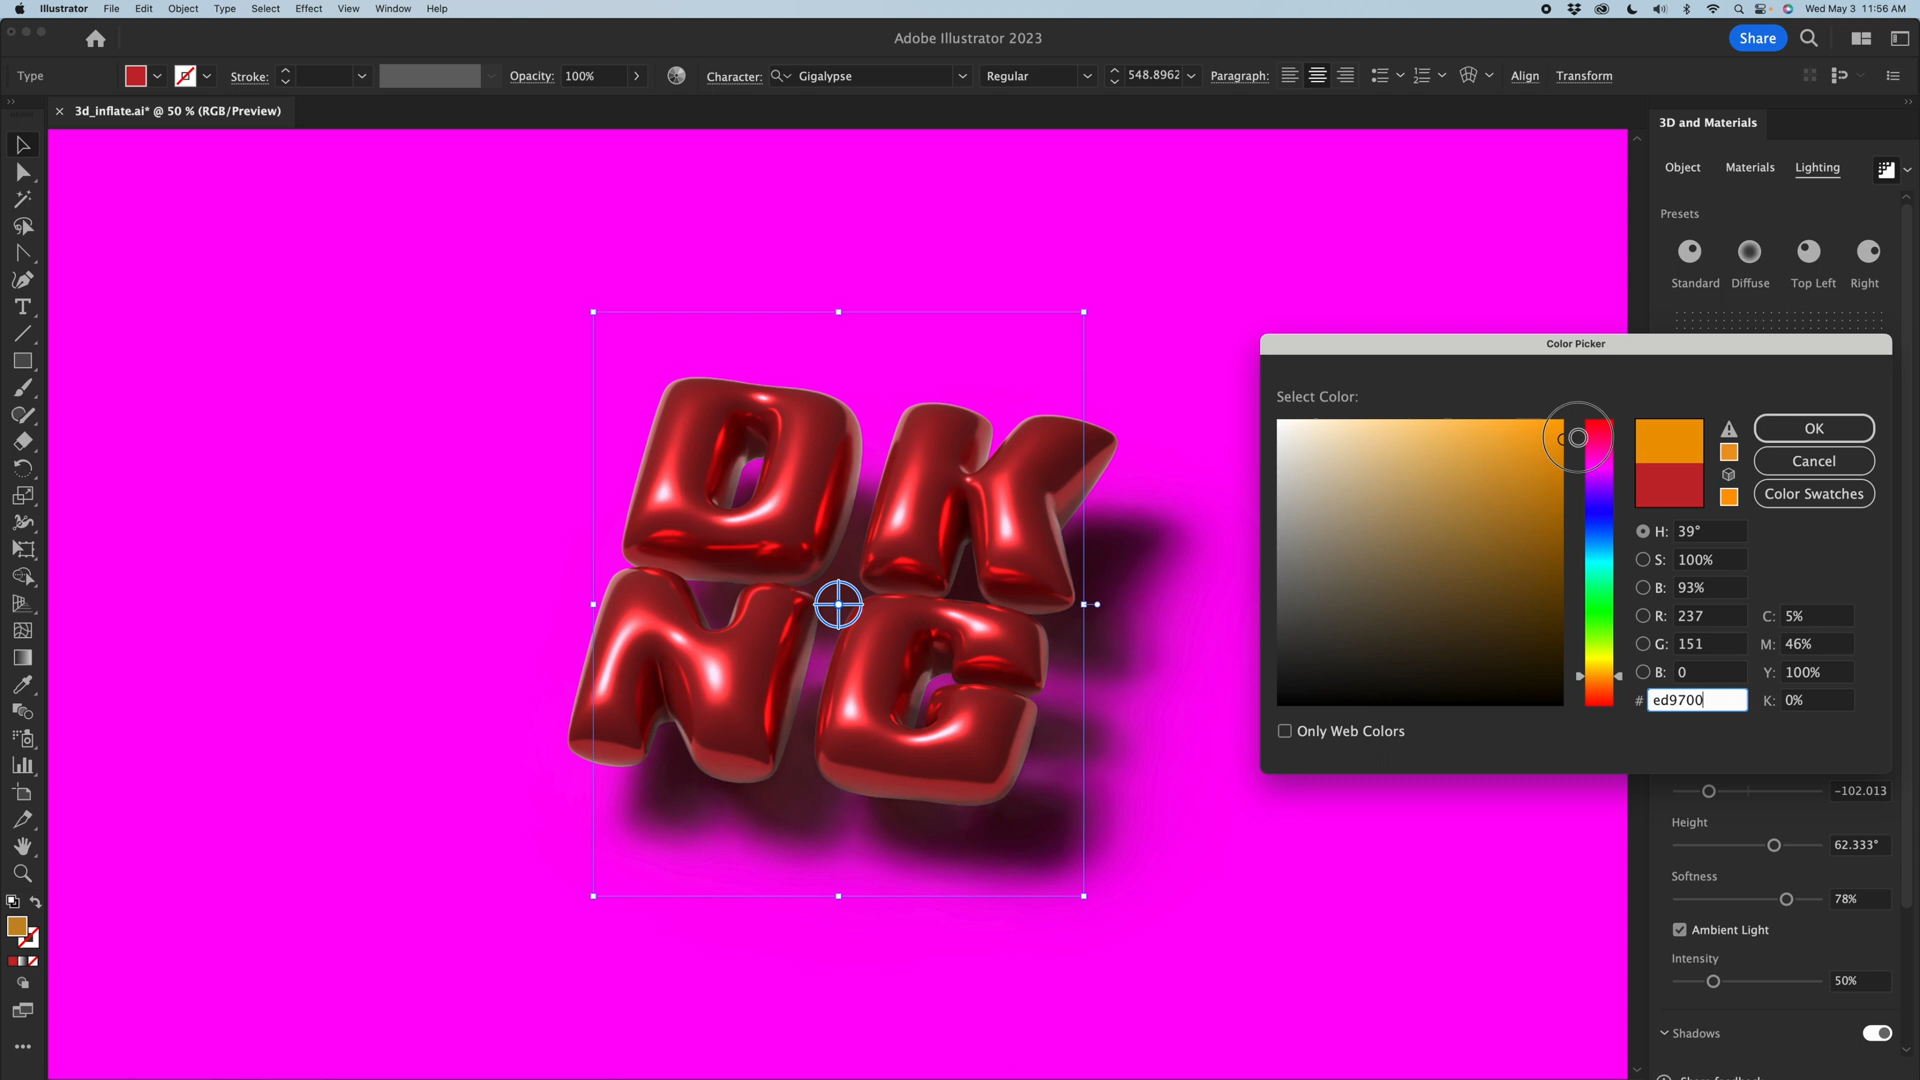 Illustrator File Edit Object Type Select Effect View Window Help Wed May 3 11:56 AM
Adobe Illustrator 2023
Share
Type Stroke: Opacity: 100% Character: Gigalypse Regular 548.8962 Paragraph: Align Transform
3d_inflate.ai* @ 50 % (RGB/Preview)
3D and Materials
Object Materials Lighting
Presets
Standard Diffuse Top Left Right
Color Picker
Select Color:
OK
Cancel
Color Swatches
H: 39°
S: 100%
B: 93%
R: 237 C: 5%
G: 151 M: 46%
B: 0 Y: 100%
# ed9700 K: 0%
Only Web Colors
DK
NC
-102.013
Height
62.333°
Softness
78%
Ambient Light
Intensity
50%
Shadows